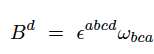 B^d = ϵ^{abcd} ω_{bca}